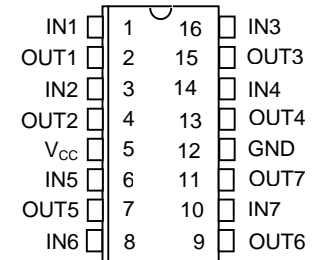 IN1 1 16 IN3
OUT1 2 15 OUT3
IN2 3 14 IN4
OUT2 4 13 OUT4
VCC 5 12 GND
IN5 6 11 OUT7
OUT5 7 10 IN7
IN6 8 9 OUT6